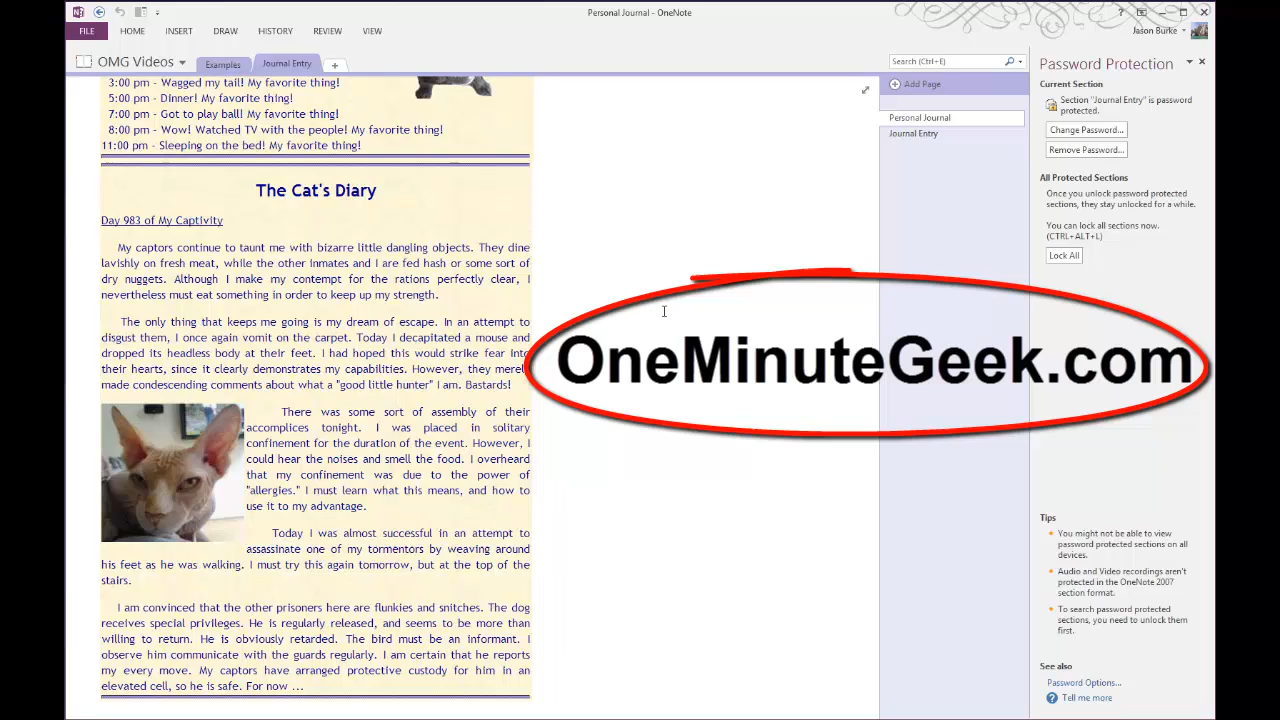 Personal Journal - OneNote
FILE HOME INSERT DRAW HISTORY REVIEW VIEW
Jason Burke
OMG Videos
Examples
Journal Entry
Search (Ctrl+E)
Add Page
Personal Journal
Journal Entry
3:00 pm - Wagged my tail! My favorite thing!
5:00 pm - Dinner! My favorite thing!
7:00 pm - Got to play ball! My favorite thing!
8:00 pm - Wow! Watched TV with the people! My favorite thing!
11:00 pm - Sleeping on the bed! My favorite thing!
The Cat's Diary
Day 983 of My Captivity
My captors continue to taunt me with bizarre little dangling objects. They dine
lavishly on fresh meat, while the other inmates and I are fed hash or some sort of
dry nuggets. Although I make my contempt for the rations perfectly clear, I
nevertheless must eat something in order to keep up my strength.
The only thing that keeps me going is my dream of escape. In an attempt to
disgust them, I once again vomit on the carpet. Today I decapitated a mouse and
dropped its headless body at their feet. I had hoped this would strike fear into
their hearts, since it clearly demonstrates my capabilities. However, they merely
made condescending comments about what a "good little hunter" I am. Bastards!
There was some sort of assembly of their
accomplices tonight. I was placed in solitary
confinement for the duration of the event. However, I
could hear the noises and smell the food. I overheard
that my confinement was due to the power of
"allergies." I must learn what this means, and how to
use it to my advantage.
Today I was almost successful in an attempt to
assassinate one of my tormentors by weaving around
his feet as he was walking. I must try this again tomorrow, but at the top of the
stairs.
I am convinced that the other prisoners here are flunkies and snitches. The dog
receives special privileges. He is regularly released, and seems to be more than
willing to return. He is obviously retarded. The bird must be an informant. I
observe him communicate with the guards regularly. I am certain that he reports
my every move. My captors have arranged protective custody for him in an
elevated cell, so he is safe. For now ...
OneMinuteGeek.com
Password Protection
Current Section
Section "Journal Entry" is password
protected.
Change Password...
Remove Password...
All Protected Sections
Once you unlock password protected
sections, they stay unlocked for a while.
You can lock all sections now.
(CTRL+ALT+L)
Lock All
Tips
You might not be able to view
password protected sections on all
devices.
Audio and Video recordings aren't
protected in the OneNote 2007
section format.
To search password protected
sections, you need to unlock them
first.
See also
Password Options...
Tell me more